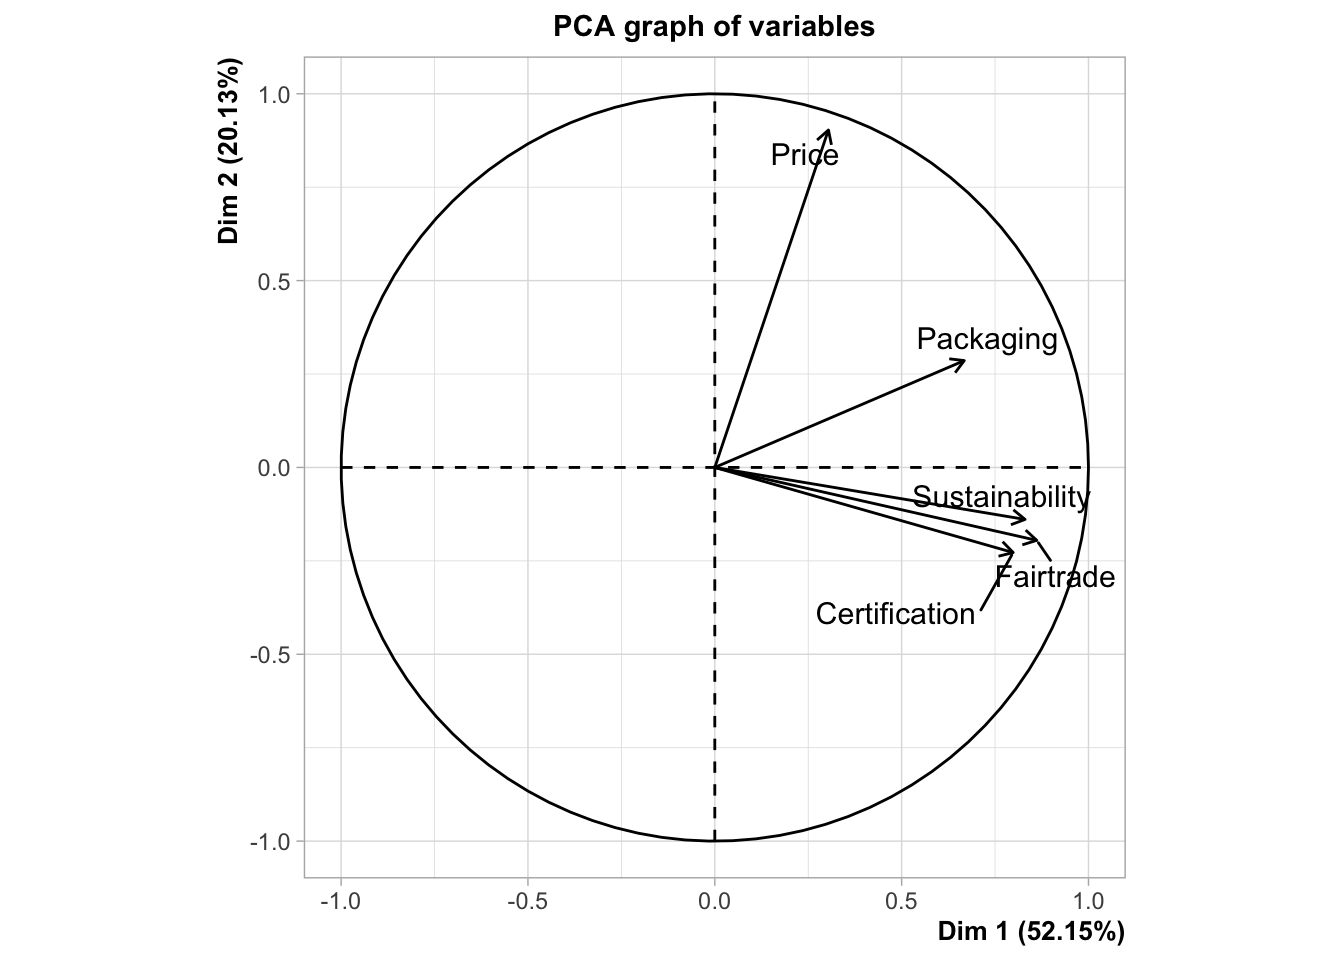 PCA graph of variables
Dim 2 (20.13%)
1.0
0.5
0.0
-0.5
-1.0
Price
Packaging
Sustainability
Fairtrade
Certification
-1.0
-0.5
0.0
0.5
1.0
Dim 1 (52.15%)